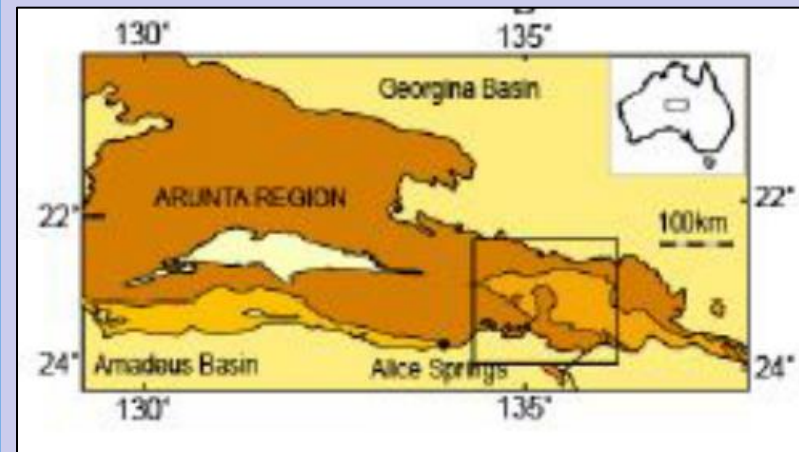 130° 135°
Georgina Basin
ARUNTA REGION
22° 22°
100km
24° Amadeus Basin Alice Springs 24°
130° 135°